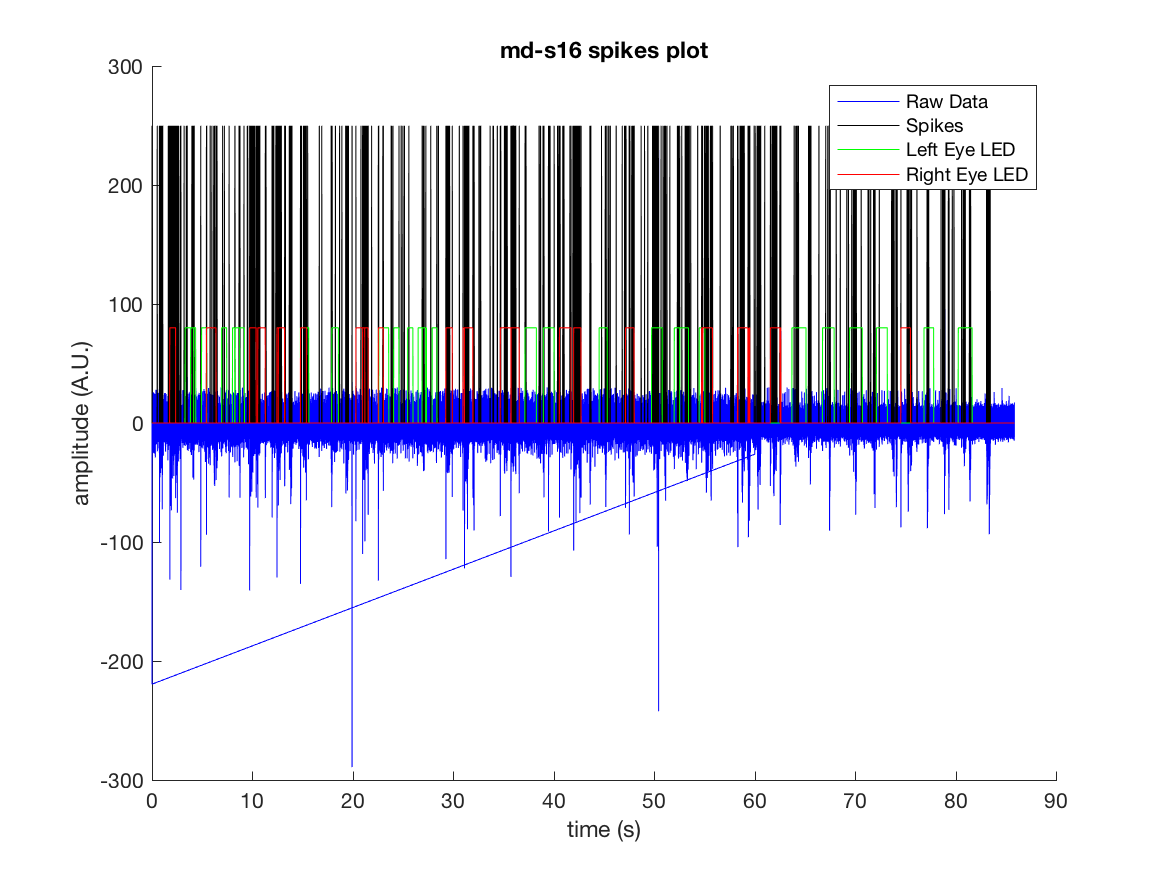 md-s16 spikes plot
300
200
100
0
-100
-200
-300
amplitude (A.U.)
Raw Data
Spikes
Left Eye LED
Right Eye LED
0 10 20 30 40 50 60 70 80 90
time (s)